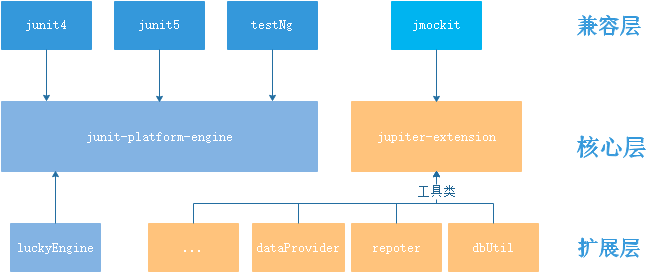 junit4
junit5
testNg
jmockit
兼容层
junit-platform-engine
jupiter-extension
核心层
工具类
luckyEngine
...
dataProvider
repoter
dbUtil
扩展层